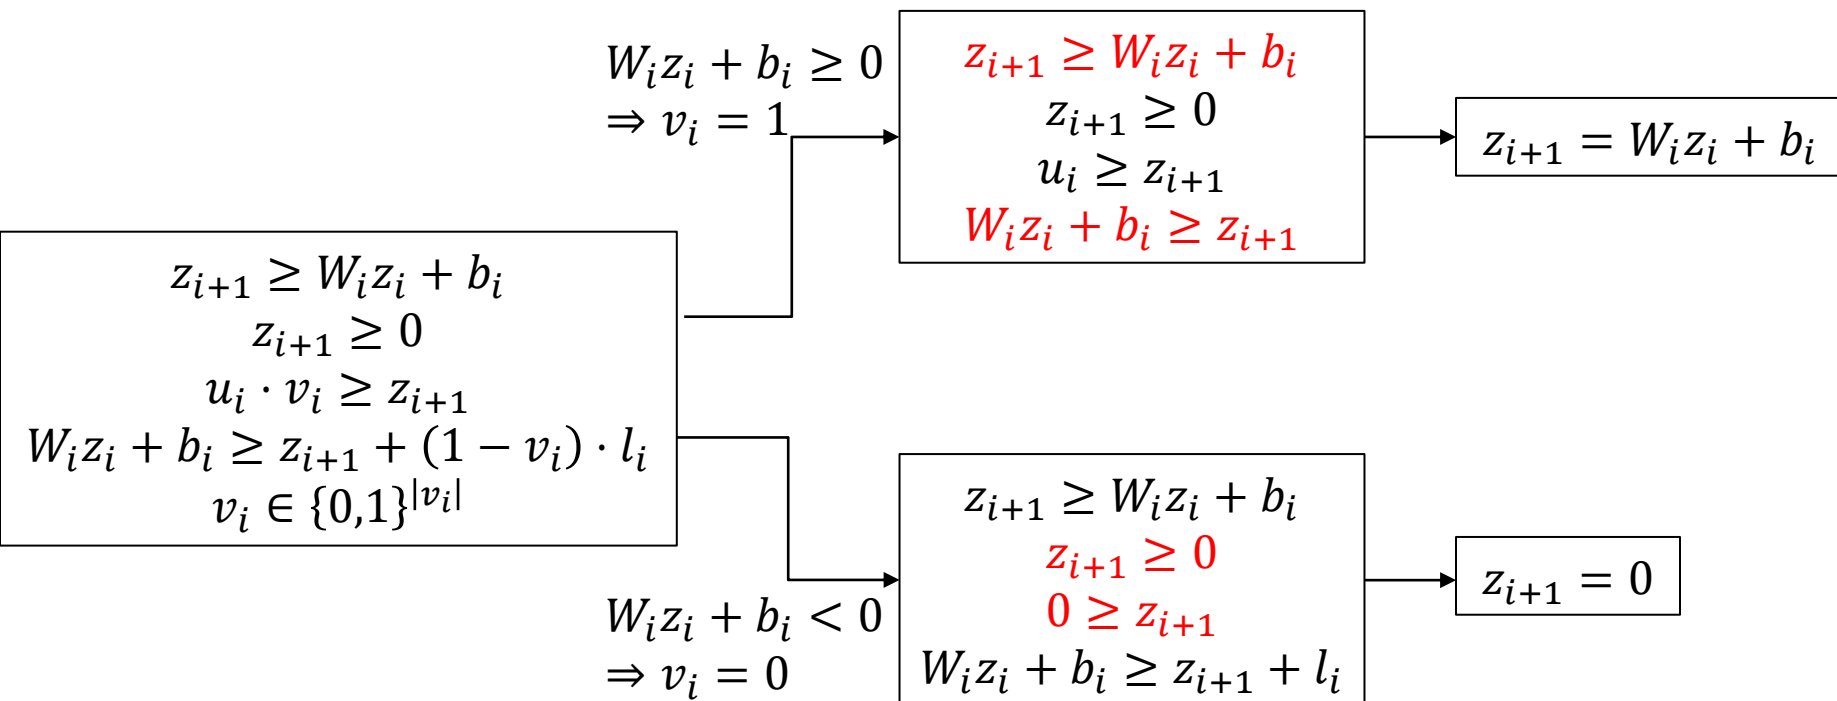 z_{i+1} ≥ W_i z_i + b_i
z_{i+1} ≥ 0
u_i · v_i ≥ z_{i+1}
W_i z_i + b_i ≥ z_{i+1} + (1 − v_i) · l_i
v_i ∈ {0,1}^{|v_i|}
W_i z_i + b_i ≥ 0
⇒ v_i = 1
z_{i+1} ≥ W_i z_i + b_i
z_{i+1} ≥ 0
u_i ≥ z_{i+1}
W_i z_i + b_i ≥ z_{i+1}
z_{i+1} = W_i z_i + b_i
W_i z_i + b_i < 0
⇒ v_i = 0
z_{i+1} ≥ W_i z_i + b_i
z_{i+1} ≥ 0
0 ≥ z_{i+1}
W_i z_i + b_i ≥ z_{i+1} + l_i
z_{i+1} = 0